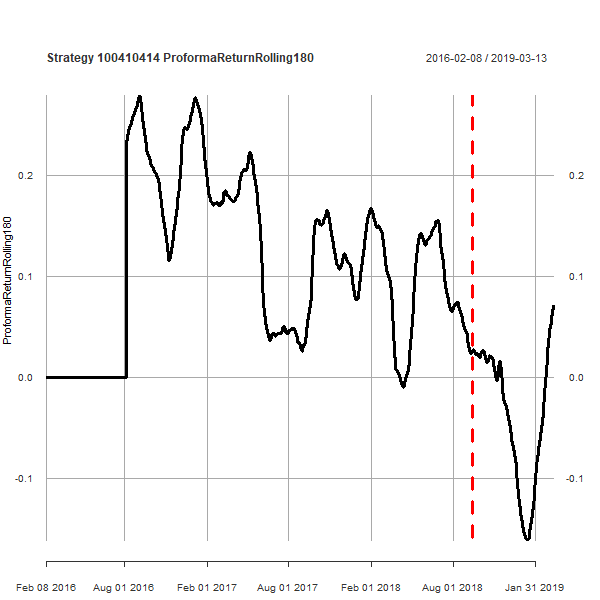 Strategy 100410414 ProformaReturnRolling180 2016-02-08 / 2019-03-13
ProformaReturnRolling180
0.2 0.2
0.1 0.1
0.0 0.0
-0.1 -0.1
Feb 08 2016 Aug 01 2016 Feb 01 2017 Aug 01 2017 Feb 01 2018 Aug 01 2018 Jan 31 2019